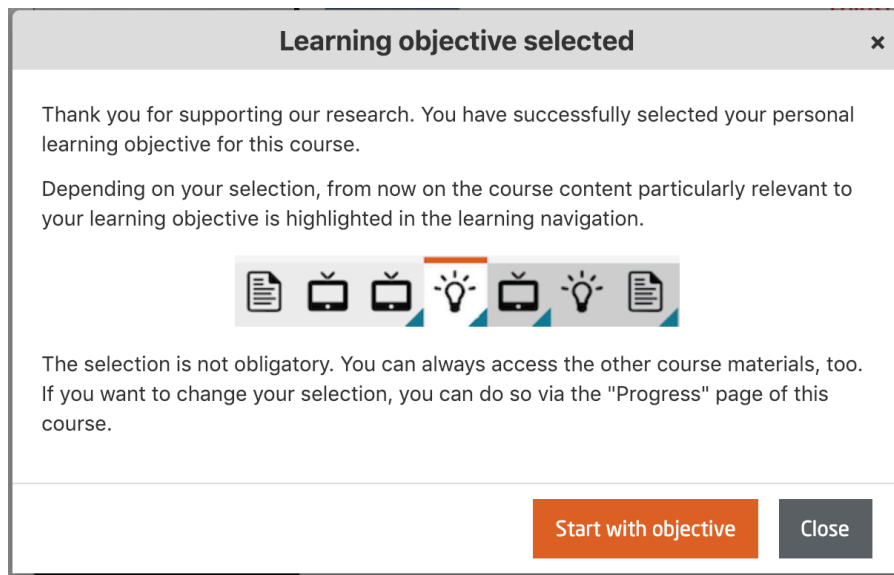 Learning objective selected
×
Thank you for supporting our research. You have successfully selected your personal
learning objective for this course.
Depending on your selection, from now on the course content particularly relevant to
your learning objective is highlighted in the learning navigation.
The selection is not obligatory. You can always access the other course materials, too.
If you want to change your selection, you can do so via the "Progress" page of this
course.
Start with objective
Close